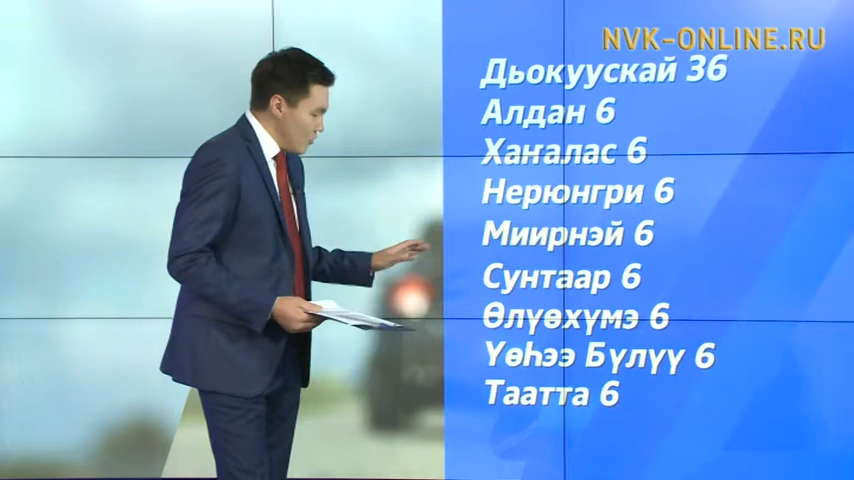 NVK-ONLINE.RU
Дьокуускай 36
Алдан 6
Хаҥалас 6
Нерюнгри 6
Миирнэй 6
Сунтаар 6
Өлүөхүмэ 6
Үөһээ Бүлүү 6
Таатта 6